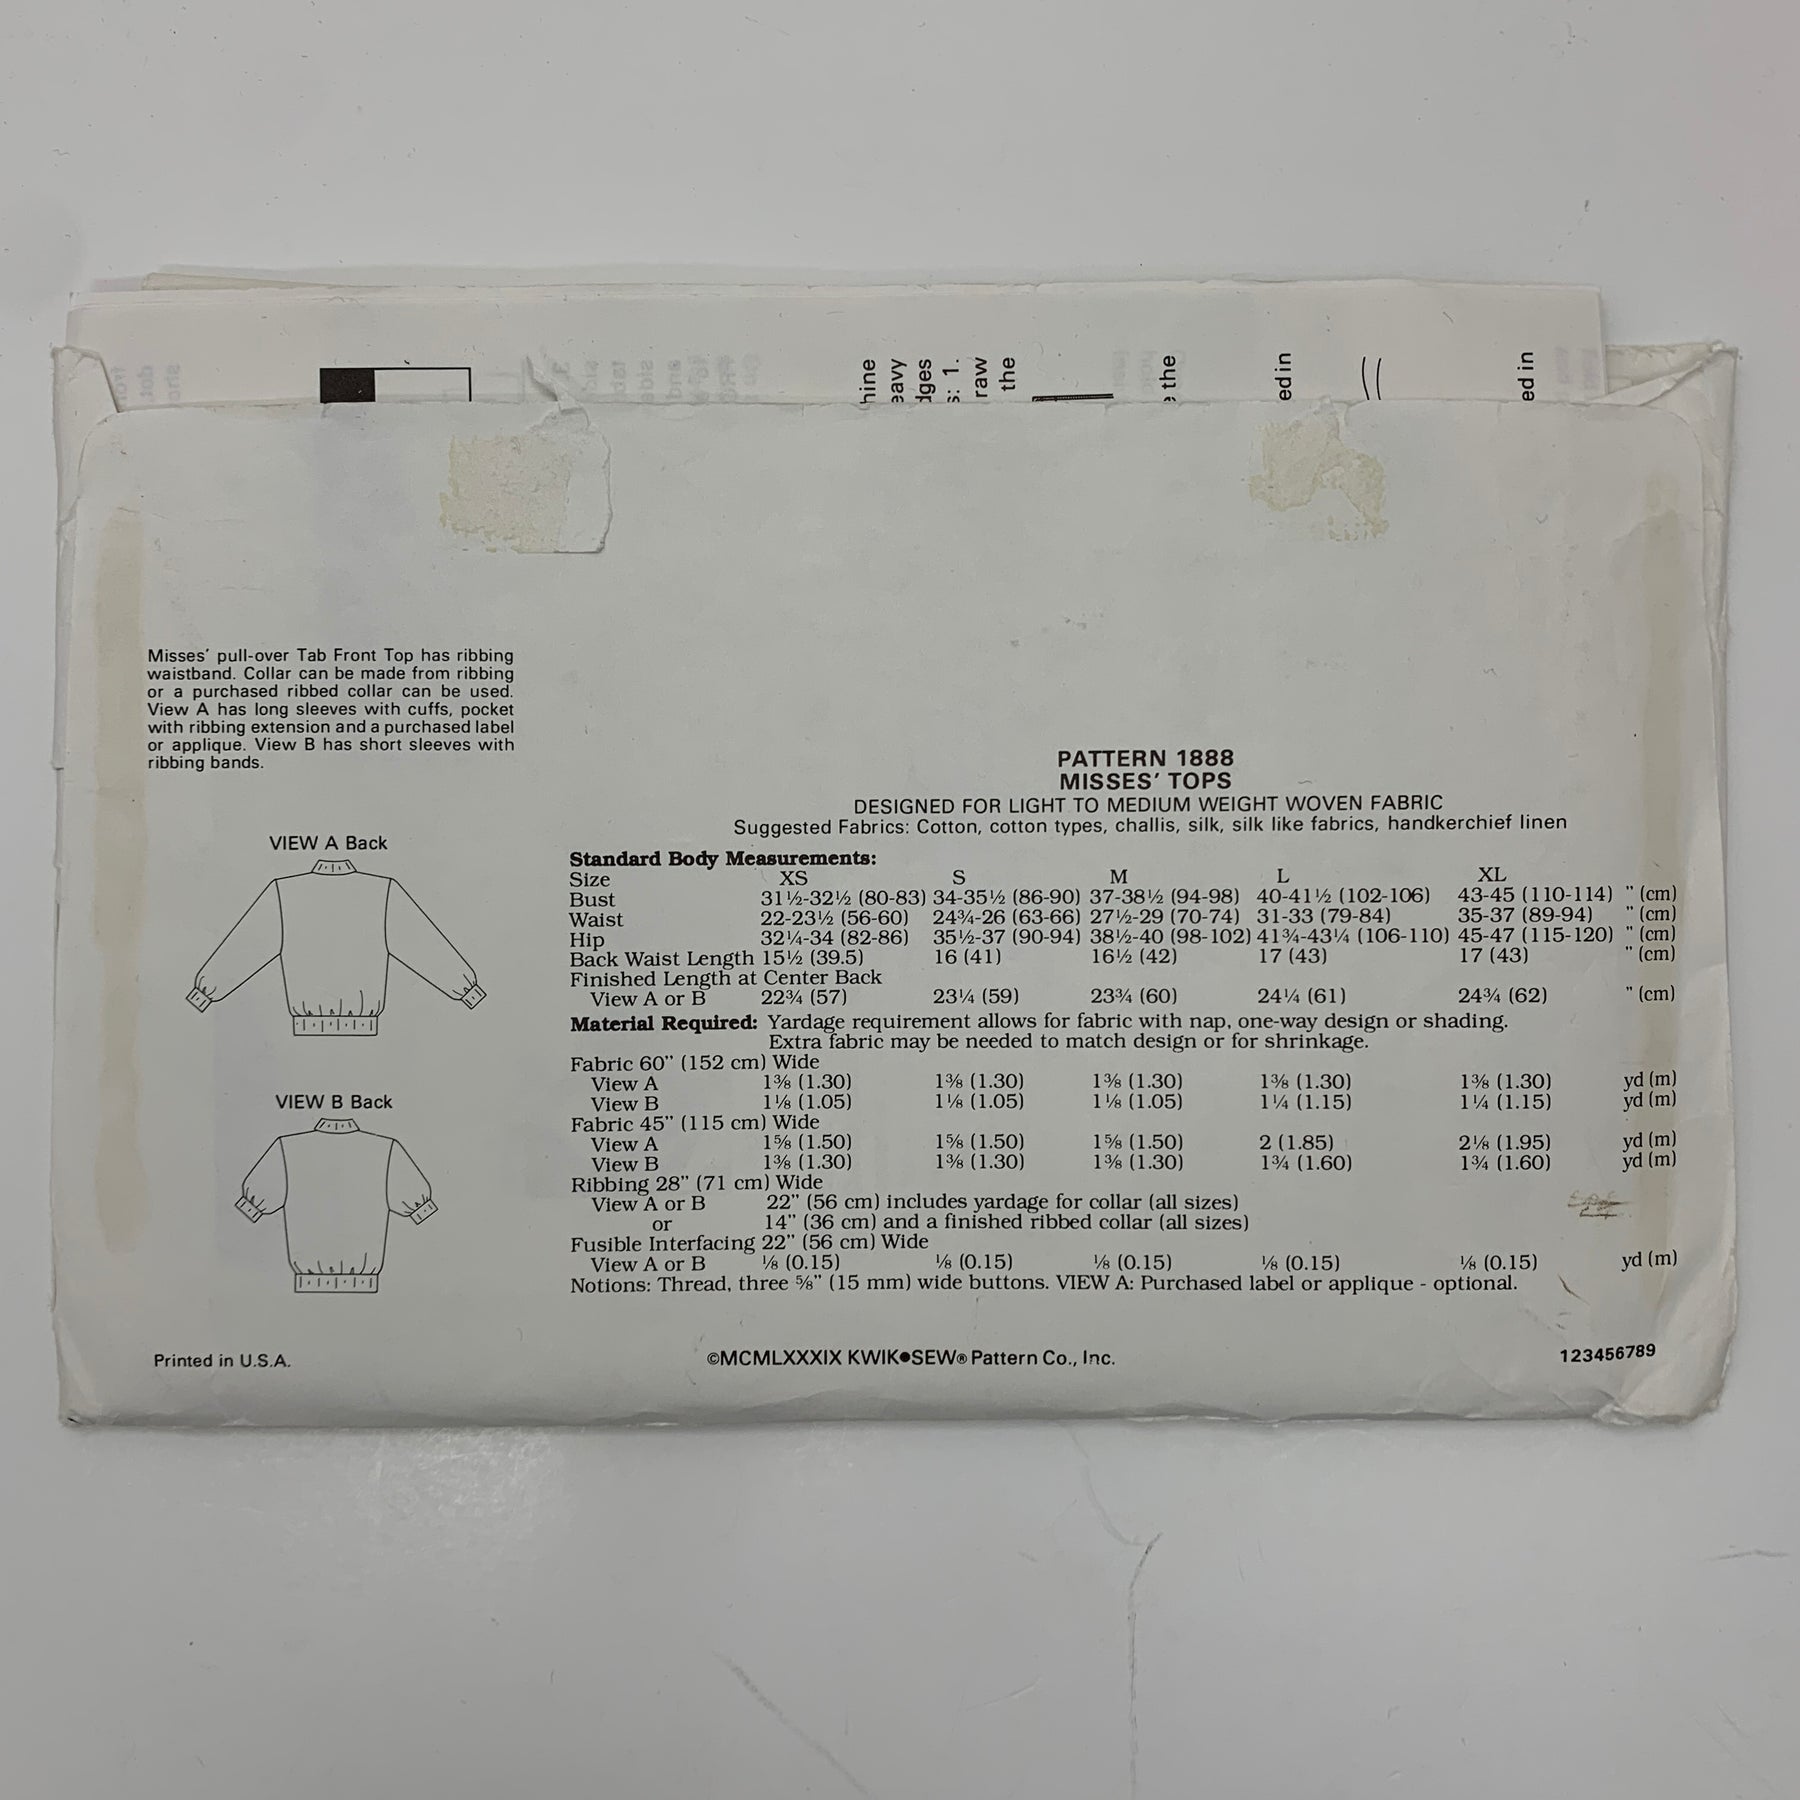 hine
eavy
dges
s: 1.
raw
the
the
ed in
ed in
Misses' pull-over Tab Front Top has ribbing
waistband. Collar can be made from ribbing
or a purchased ribbed collar can be used.
View A has long sleeves with cuffs, pocket
with ribbing extension and a purchased label
or applique. View B has short sleeves with
ribbing bands.
VIEW A Back
VIEW B Back
PATTERN 1888
MISSES' TOPS
DESIGNED FOR LIGHT TO MEDIUM WEIGHT WOVEN FABRIC
Suggested Fabrics: Cotton, cotton types, challis, silk, silk like fabrics, handkerchief linen
Standard Body Measurements:
Size XS S M L XL
Bust 31½-32½ (80-83) 34-35½ (86-90) 37-38½ (94-98) 40-41½ (102-106) 43-45 (110-114) " (cm)
Waist 22-23½ (56-60) 24¾-26 (63-66) 27½-29 (70-74) 31-33 (79-84) 35-37 (89-94) " (cm)
Hip 32¼-34 (82-86) 35½-37 (90-94) 38½-40 (98-102) 41¾-43¼ (106-110) 45-47 (115-120) " (cm)
Back Waist Length 15½ (39.5) 16 (41) 16½ (42) 17 (43) 17 (43) " (cm)
Finished Length at Center Back
View A or B 22¾ (57) 23¼ (59) 23¾ (60) 24¼ (61) 24¾ (62) " (cm)
Material Required: Yardage requirement allows for fabric with nap, one-way design or shading.
Extra fabric may be needed to match design or for shrinkage.
Fabric 60" (152 cm) Wide
View A 1⅜ (1.30) 1⅜ (1.30) 1⅜ (1.30) 1⅜ (1.30) 1⅜ (1.30) yd (m)
View B 1⅛ (1.05) 1⅛ (1.05) 1⅛ (1.05) 1¼ (1.15) 1¼ (1.15) yd (m)
Fabric 45" (115 cm) Wide
View A 1⅝ (1.50) 1⅝ (1.50) 1⅝ (1.50) 2 (1.85) 2⅛ (1.95) yd (m)
View B 1⅜ (1.30) 1⅜ (1.30) 1⅜ (1.30) 1¾ (1.60) 1¾ (1.60) yd (m)
Ribbing 28" (71 cm) Wide
View A or B 22" (56 cm) includes yardage for collar (all sizes)
or 14" (36 cm) and a finished ribbed collar (all sizes)
Fusible Interfacing 22" (56 cm) Wide
View A or B ⅛ (0.15) ⅛ (0.15) ⅛ (0.15) ⅛ (0.15) ⅛ (0.15) yd (m)
Notions: Thread, three ⅝" (15 mm) wide buttons. VIEW A: Purchased label or applique - optional.
Printed in U.S.A.
©MCMLXXXIX KWIK●SEW® Pattern Co., Inc.
123456789